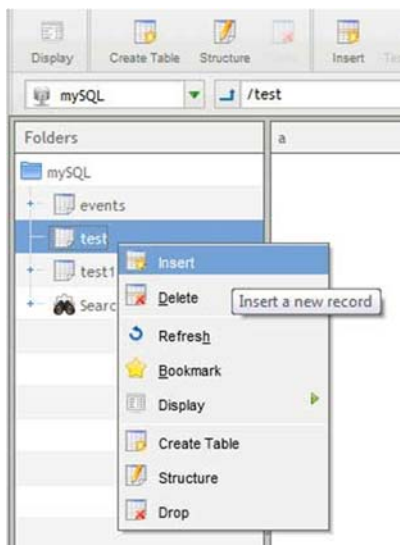 Display Create Table Structure Insert
mySQL /test
Folders a
mySQL
events
test
test1
Searc
Insert
Delete
Insert a new record
Refresh
Bookmark
Display
Create Table
Structure
Drop